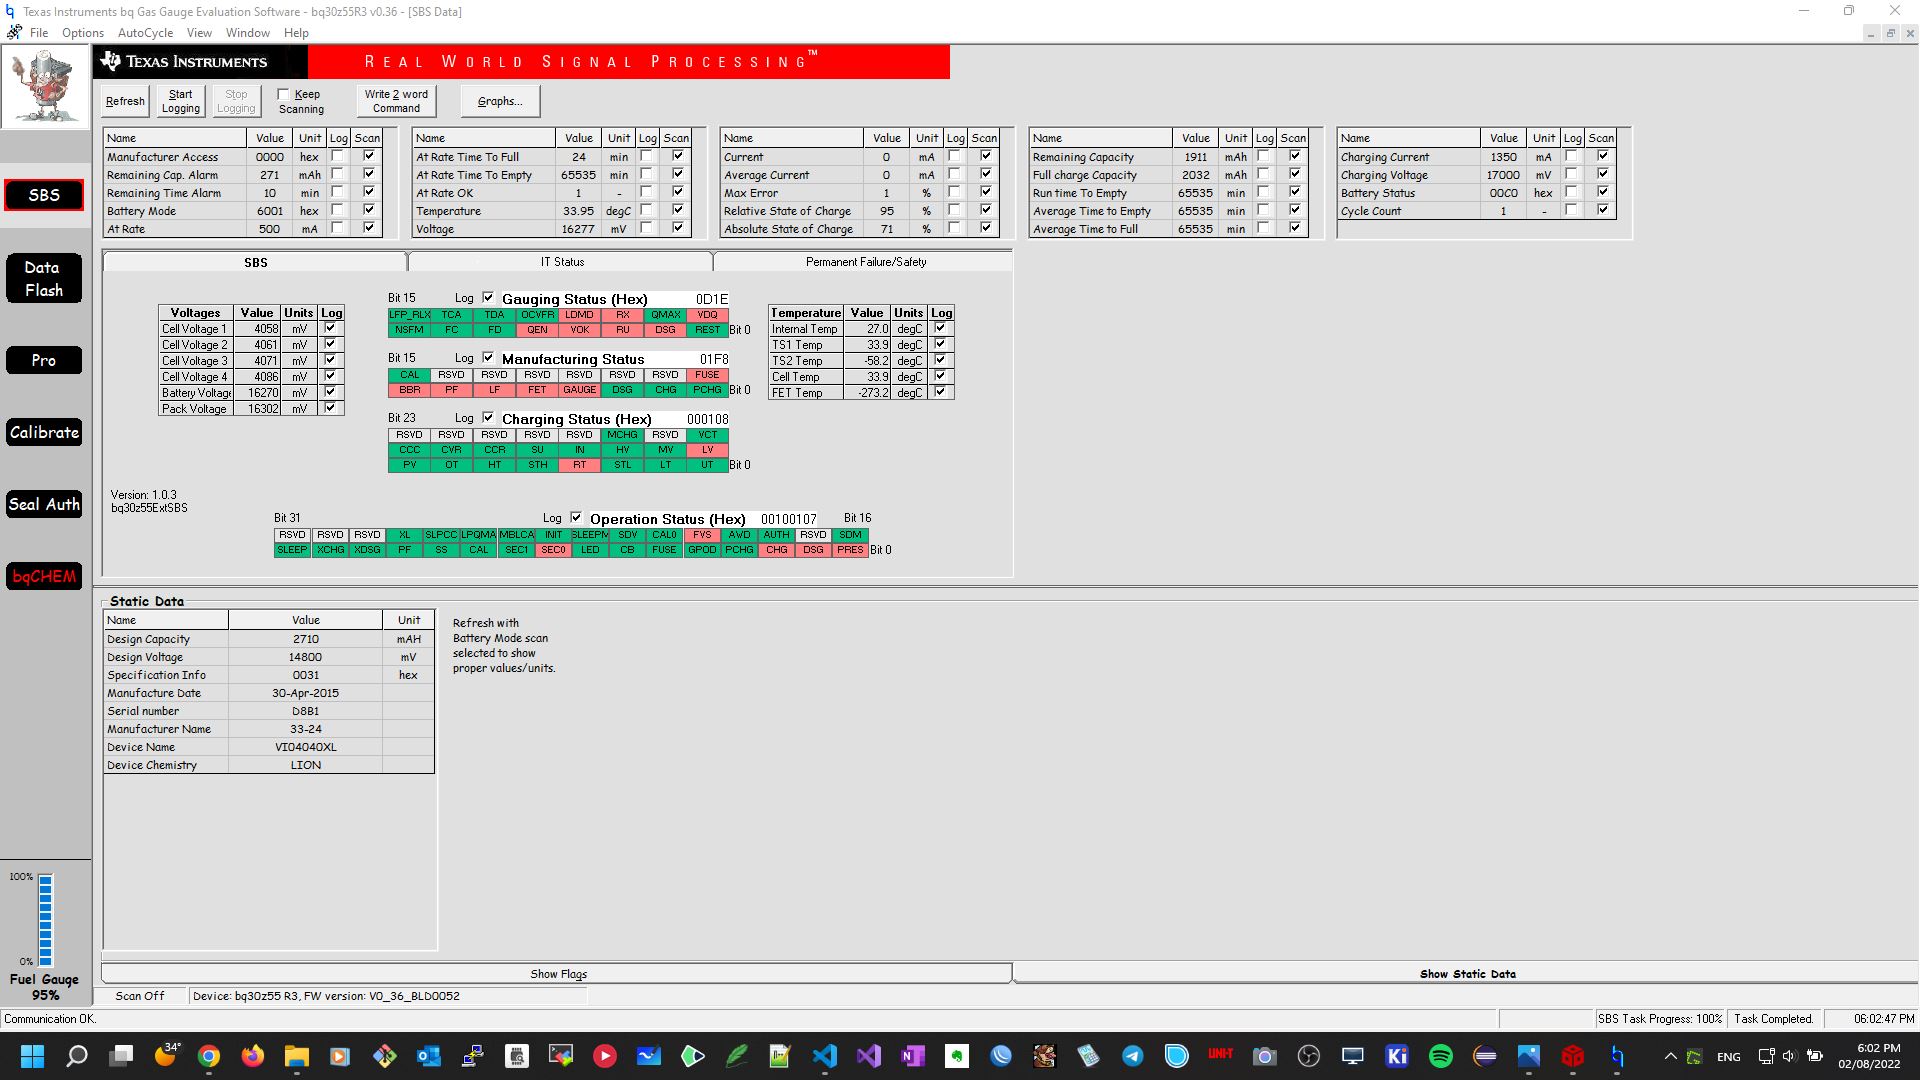 Texas Instruments bq Gas Gauge Evaluation Software - bq30z55R3 v0.36 - [SBS Data]
File Options AutoCycle View Window Help
TEXAS INSTRUMENTS
REAL WORLD SIGNAL PROCESSING™
Refresh
Start Logging
Stop Logging
Keep Scanning
Write 2 word Command
Graphs...
Name Value Unit Log Scan
Manufacturer Access 0000 hex
Remaining Cap. Alarm 271 mAh
Remaining Time Alarm 10 min
Battery Mode 6001 hex
At Rate 500 mA
Name Value Unit Log Scan
At Rate Time To Full 24 min
At Rate Time To Empty 65535 min
At Rate OK 1 -
Temperature 33.95 degC
Voltage 16277 mV
Name Value Unit Log Scan
Current 0 mA
Average Current 0 mA
Max Error 1 %
Relative State of Charge 95 %
Absolute State of Charge 71 %
Name Value Unit Log Scan
Remaining Capacity 1911 mAh
Full charge Capacity 2032 mAh
Run time To Empty 65535 min
Average Time to Empty 65535 min
Average Time to Full 65535 min
Name Value Unit Log Scan
Charging Current 1350 mA
Charging Voltage 17000 mV
Battery Status 00C0 hex
Cycle Count 1 -
SBS
Data Flash
Pro
Calibrate
Seal Auth
bqCHEM
SBS IT Status Permanent Failure/Safety
Voltages Value Units Log
Cell Voltage 1 4058 mV
Cell Voltage 2 4061 mV
Cell Voltage 3 4071 mV
Cell Voltage 4 4086 mV
Battery Voltage 16270 mV
Pack Voltage 16302 mV
Bit 15 Log Gauging Status (Hex) 0D1E
LFP_RLX TCA TDA OCVFR LDMD RX QMAX VDQ
NSFM FC FD QEN VOK RU DSG REST Bit 0
Bit 15 Log Manufacturing Status 01F8
CAL RSVD RSVD RSVD RSVD RSVD RSVD FUSE
BBR PF LF FET GAUGE DSG CHG PCHG Bit 0
Bit 23 Log Charging Status (Hex) 000108
RSVD RSVD RSVD RSVD RSVD MCHG RSVD VCT
CCC CVR CCR SU IN HV MV LV
PV OT HT STH RT STL LT UT Bit 0
Temperature Value Units Log
Internal Temp 27.0 degC
TS1 Temp 33.9 degC
TS2 Temp -58.2 degC
Cell Temp 33.9 degC
FET Temp -273.2 degC
Version: 1.0.3
bq30z55ExtSBS
Bit 31 Log Operation Status (Hex) 00100107 Bit 16
RSVD RSVD RSVD XL SLPCC LPQMA MBLCA INIT SLEEPM SDV CAL0 FVS AWD AUTH RSVD SDM
SLEEP XCHG XDSG PF SS CAL SEC1 SEC0 LED CB FUSE GPOD PCHG CHG DSG PRES Bit 0
Static Data
Name Value Unit
Design Capacity 2710 mAH
Design Voltage 14800 mV
Specification Info 0031 hex
Manufacture Date 30-Apr-2015
Serial number D8B1
Manufacturer Name 33-24
Device Name VI04040XL
Device Chemistry LION
Refresh with
Battery Mode scan
selected to show
proper values/units.
100%
0%
Fuel Gauge
95%
Show Flags Show Static Data
Scan Off Device: bq30z55 R3, FW version: V0_36_BLD0052
Communication OK. SBS Task Progress: 100% Task Completed. 06:02:47 PM
34° UNI-T Ki ENG 6:02 PM
02/08/2022